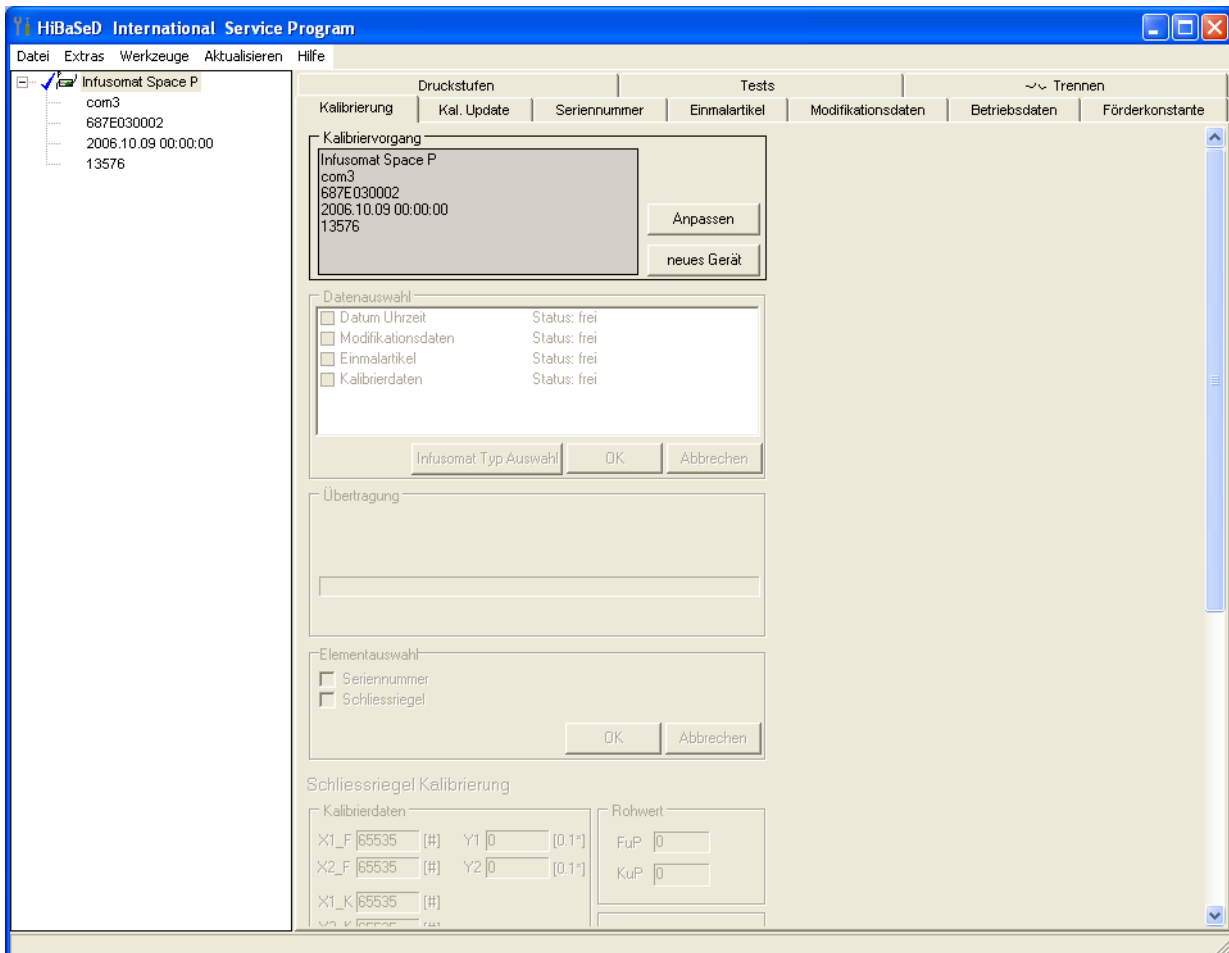 HiBaSeD International Service Program
Datei Extras Werkzeuge Aktualisieren Hilfe
Infusomat Space P
com3
687E030002
2006.10.09 00:00:00
13576
Druckstufen Tests Trennen
Kalibrierung Kal. Update Seriennummer Einmalartikel Modifikationsdaten Betriebsdaten Förderkonstante
Kalibriervorgang
Infusomat Space P
com3
687E030002
2006.10.09 00:00:00
13576
Anpassen
neues Gerät
Datenauswahl
Datum Uhrzeit Status: frei
Modifikationsdaten Status: frei
Einmalartikel Status: frei
Kalibrierdaten Status: frei
Infusomat Typ Auswahl OK Abbrechen
Übertragung
Elementauswahl
Seriennummer
Schliessriegel
OK Abbrechen
Schliessriegel Kalibrierung
Kalibrierdaten
X1_F 65535 [#] Y1 0 [0.1°]
X2_F 65535 [#] Y2 0 [0.1°]
X1_K 65535 [#]
Rohwert
FuP 0
KuP 0